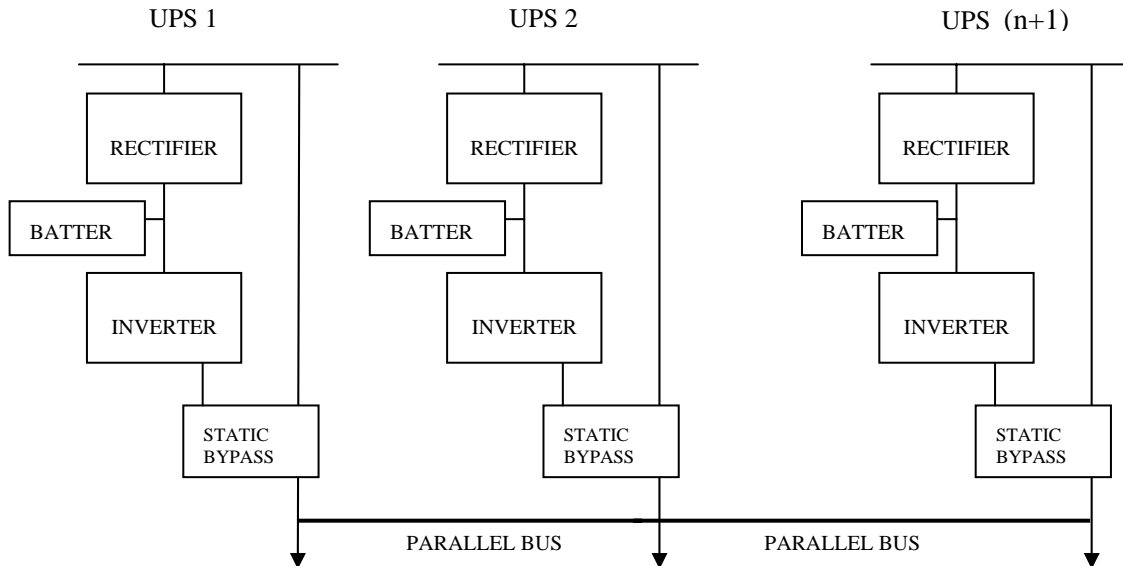 UPS 1
UPS 2
UPS (n+1)
RECTIFIER
RECTIFIER
RECTIFIER
BATTER
BATTER
BATTER
INVERTER
INVERTER
INVERTER
STATIC
BYPASS
STATIC
BYPASS
STATIC
BYPASS
PARALLEL BUS
PARALLEL BUS